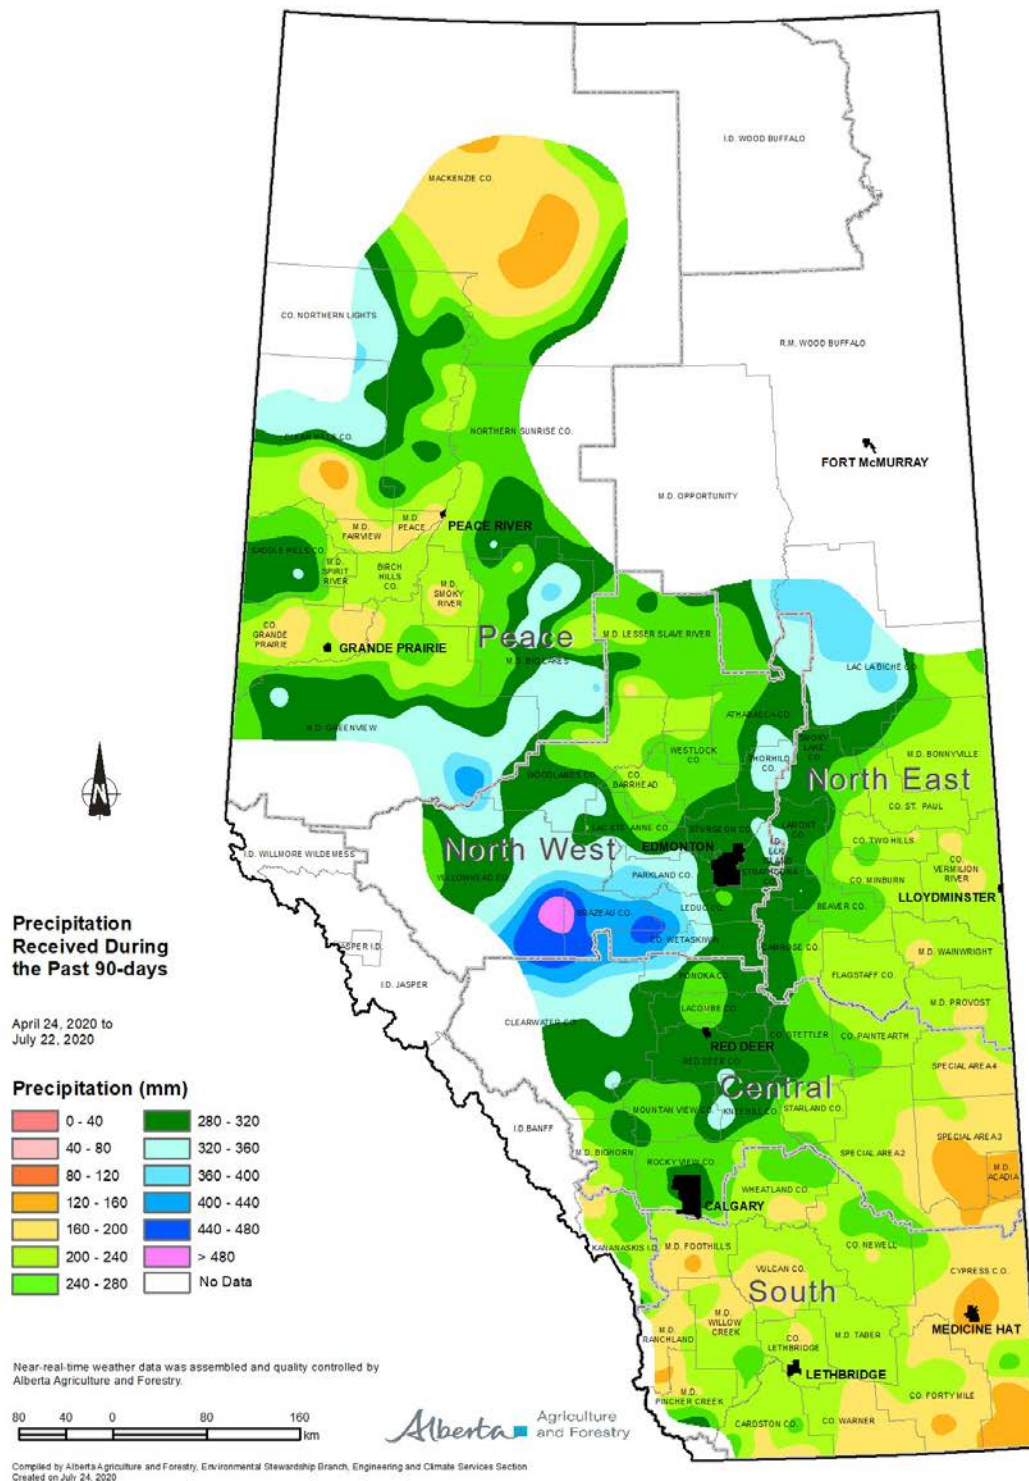 I.D. WOOD BUFFALO
MACKENZIE CO.
CO. NORTHERN LIGHTS
R.M. WOOD BUFFALO
CLEAR HILLS CO.
NORTHERN SUNRISE CO.
FORT McMURRAY
M.D. OPPORTUNITY
M.D.
PEACE
PEACE RIVER
M.D.
FAIRVIEW
SADDLE HILLS CO.
M.D.
SPIRIT
RIVER
BIRCH
HILLS
CO.
M.D.
SMOKY
RIVER
CO.
GRANDE
PRAIRIE
GRANDE PRAIRIE
Peace
M.D. LESSER SLAVE RIVER
M.D. BIG LAKES
LAC LA BICHE CO.
M.D. GREENVIEW
ATHABASCA CO.
WESTLOCK
CO.
SMOKY
LAKE
CO.
M.D. BONNYVILLE
THORHILD
CO.
WOODLANDS CO.
CO.
BARRHEAD
North East
CO. ST. PAUL
LAC STE. ANNE CO.
STURGEON CO.
LAMONT
CO.
North West
EDMONTON
I.D.
ELK
ISLAND
STRATHCONA
CO. TWO HILLS
I.D. WILLMORE WILDERNESS
PARKLAND CO.
CO.
VERMILION
RIVER
CO. MINBURN
YELLOWHEAD CO.
LLOYDMINSTER
BRAZEAU CO.
LEDUC CO.
BEAVER CO.
CO. WETASKIWIN
CAMROSE CO.
JASPER I.D.
M.D. WAINWRIGHT
I.D. JASPER
PONOKA CO.
FLAGSTAFF CO.
M.D. PROVOST
CLEARWATER CO.
LACOMBE CO.
RED DEER
CO. STETTLER
CO. PAINTEARTH
RED DEER CO.
SPECIAL AREA 4
Central
MOUNTAN VIEW CO.
KNEEHILL CO.
STARLAND CO.
I.D. BANFF
SPECIAL AREA 3
M.D. BIGHORN
SPECIAL AREA 2
ROCKY VIEW CO.
M.D.
ACADIA
WHEATLAND CO.
CALGARY
KANANASKIS I.D.
M.D. FOOTHILLS
CO. NEWELL
VULCAN CO.
CYPRESS CO.
South
M.D.
WILLOW
CREEK
M.D.
RANCHLAND
MEDICINE HAT
CO.
LETHBRIDGE
M.D. TABER
LETHBRIDGE
M.D.
PINCHER CREEK
CO. FORTY MILE
CARDSTON CO.
CO. WARNER
N
Precipitation
Received During
the Past 90-days
April 24, 2020 to
July 22, 2020
Precipitation (mm)
0 - 40
40 - 80
80 - 120
120 - 160
160 - 200
200 - 240
240 - 280
280 - 320
320 - 360
360 - 400
400 - 440
440 - 480
> 480
No Data
Near-real-time weather data was assembled and quality controlled by
Alberta Agriculture and Forestry.
80 40 0 80 160
km
Alberta Agriculture
and Forestry
Compiled by Alberta Agriculture and Forestry, Environmental Stewardship Branch, Engineering and Climate Services Section
Created on July 24, 2020